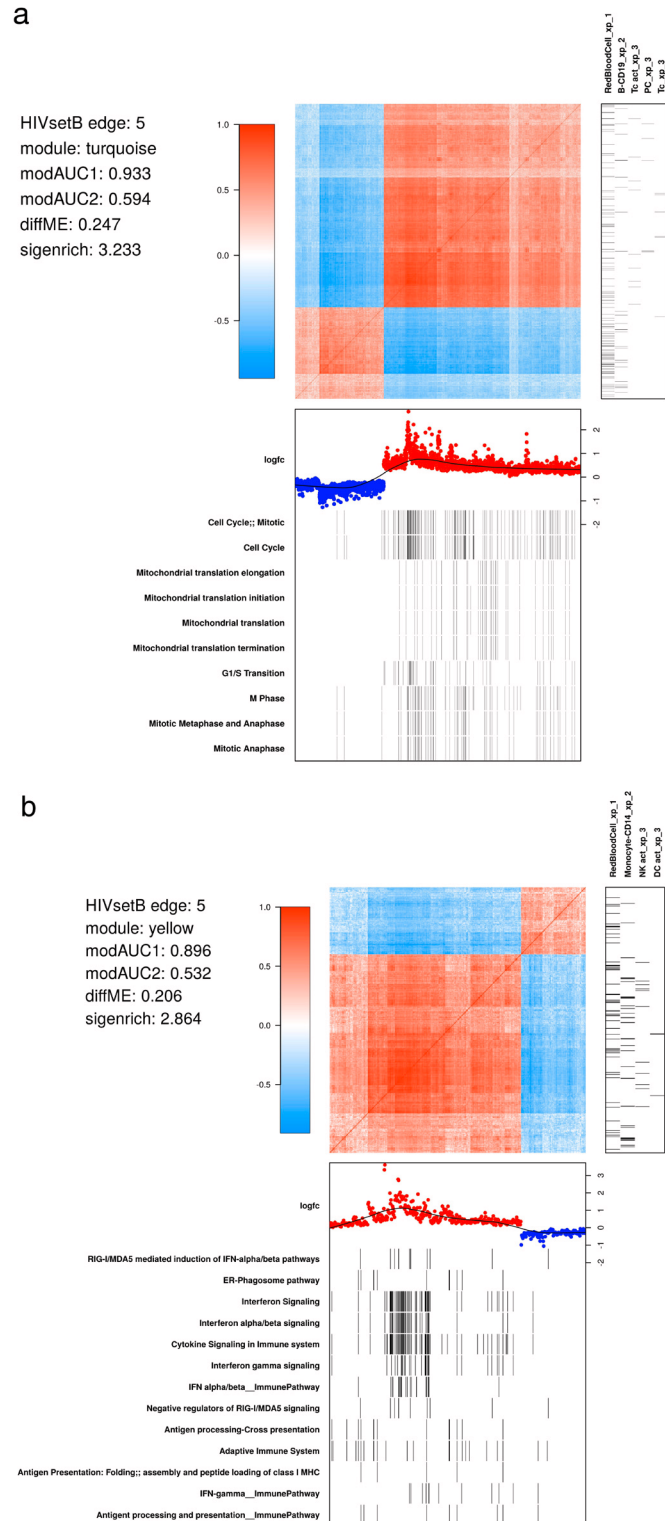 a
RedBloodCell_xp_1
B-CD19_xp_2
Tc act_xp_3
PC_xp_3
Tc_xp_3
HIVsetB edge: 5
module: turquoise
modAUC1: 0.933
modAUC2: 0.594
diffME: 0.247
sigenrich: 3.233
1.0
0.5
0.0
-0.5
logfc
2
1
0
-1
-2
Cell Cycle;; Mitotic
Cell Cycle
Mitochondrial translation elongation
Mitochondrial translation initiation
Mitochondrial translation
Mitochondrial translation termination
G1/S Transition
M Phase
Mitotic Metaphase and Anaphase
Mitotic Anaphase
b
RedBloodCell_xp_1
Monocyte-CD14_xp_2
NK act_xp_3
DC act_xp_3
HIVsetB edge: 5
module: yellow
modAUC1: 0.896
modAUC2: 0.532
diffME: 0.206
sigenrich: 2.864
1.0
0.5
0.0
-0.5
logfc
3
2
1
0
-1
-2
RIG-I/MDA5 mediated induction of IFN-alpha/beta pathways
ER-Phagosome pathway
Interferon Signaling
Interferon alpha/beta signaling
Cytokine Signaling in Immune system
Interferon gamma signaling
IFN alpha/beta__ImmunePathway
Negative regulators of RIG-I/MDA5 signaling
Antigen processing-Cross presentation
Adaptive Immune System
Antigen Presentation: Folding;; assembly and peptide loading of class I MHC
IFN-gamma__ImmunePathway
Antigent processing and presentation__ImmunePathway